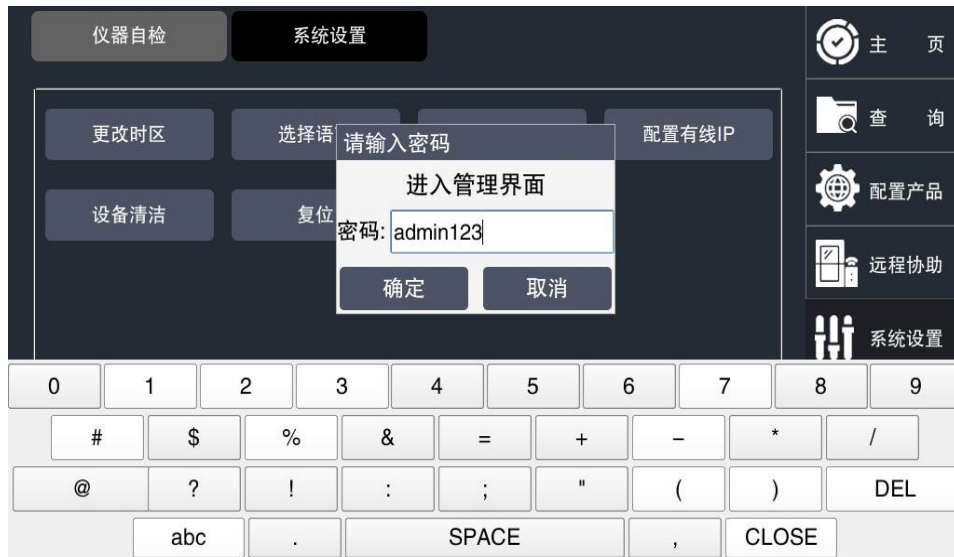 仪器自检
系统设置
主 页
查 询
配置产品
远程协助
系统设置
更改时区
选择语
配置有线IP
设备清洁
复位
请输入密码
进入管理界面
密码: admin123
确定
取消
0 1 2 3 4 5 6 7 8 9
# $ % & = + - * /
@ ? ! : ; " ( ) DEL
abc . SPACE , CLOSE